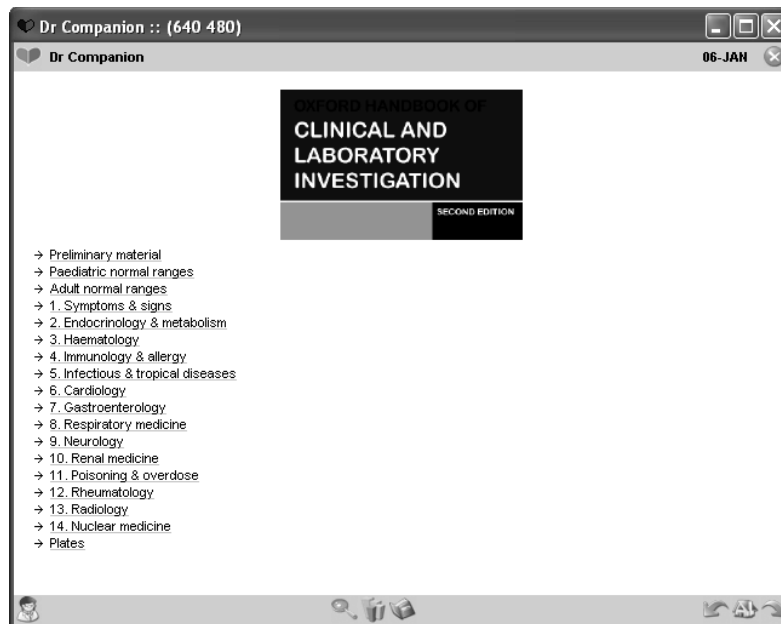 Dr Companion :: (640 480)
Dr Companion 06-JAN
OXFORD HANDBOOK OF
CLINICAL AND
LABORATORY
INVESTIGATION
SECOND EDITION
→ Preliminary material
→ Paediatric normal ranges
→ Adult normal ranges
→ 1. Symptoms & signs
→ 2. Endocrinology & metabolism
→ 3. Haematology
→ 4. Immunology & allergy
→ 5. Infectious & tropical diseases
→ 6. Cardiology
→ 7. Gastroenterology
→ 8. Respiratory medicine
→ 9. Neurology
→ 10. Renal medicine
→ 11. Poisoning & overdose
→ 12. Rheumatology
→ 13. Radiology
→ 14. Nuclear medicine
→ Plates